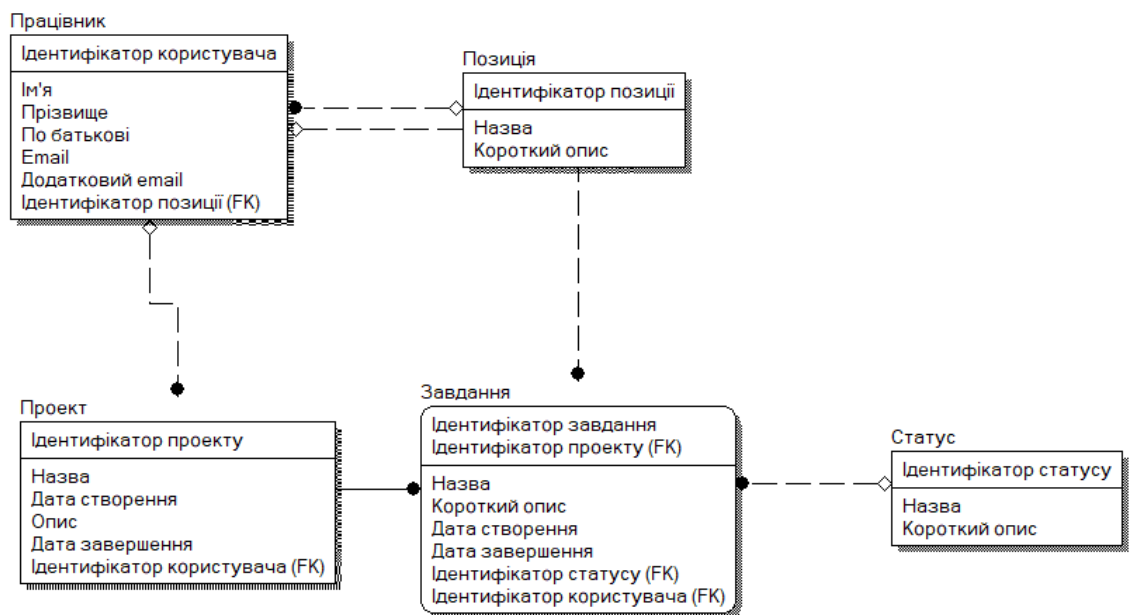 Працівник
Ідентифікатор користувача
Ім'я
Прізвище
По батькові
Email
Додатковий email
Ідентифікатор позиції (FK)
Позиція
Ідентифікатор позиції
Назва
Короткий опис
Проект
Ідентифікатор проекту
Назва
Дата створення
Опис
Дата завершення
Ідентифікатор користувача (FK)
Завдання
Ідентифікатор завдання
Ідентифікатор проекту (FK)
Назва
Короткий опис
Дата створення
Дата завершення
Ідентифікатор статусу (FK)
Ідентифікатор користувача (FK)
Статус
Ідентифікатор статусу
Назва
Короткий опис